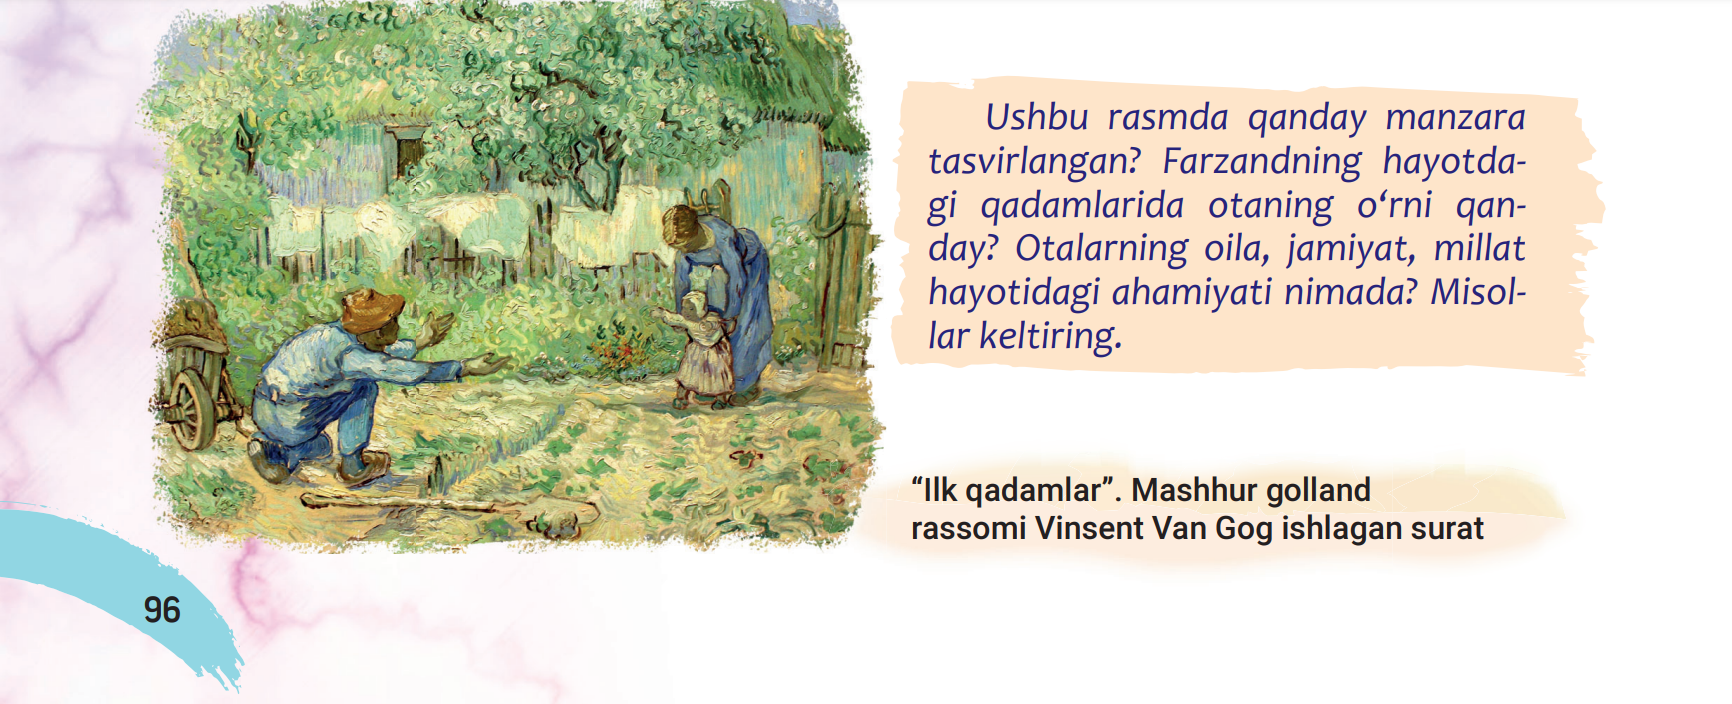 Ushbu rasmda qanday manzara
tasvirlangan? Farzandning hayotda-
gi qadamlarida otaning o‘rni qan-
day? Otalarning oila, jamiyat, millat
hayotidagi ahamiyati nimada? Misol-
lar keltiring.
“Ilk qadamlar”. Mashhur golland
rassomi Vinsent Van Gog ishlagan surat
96